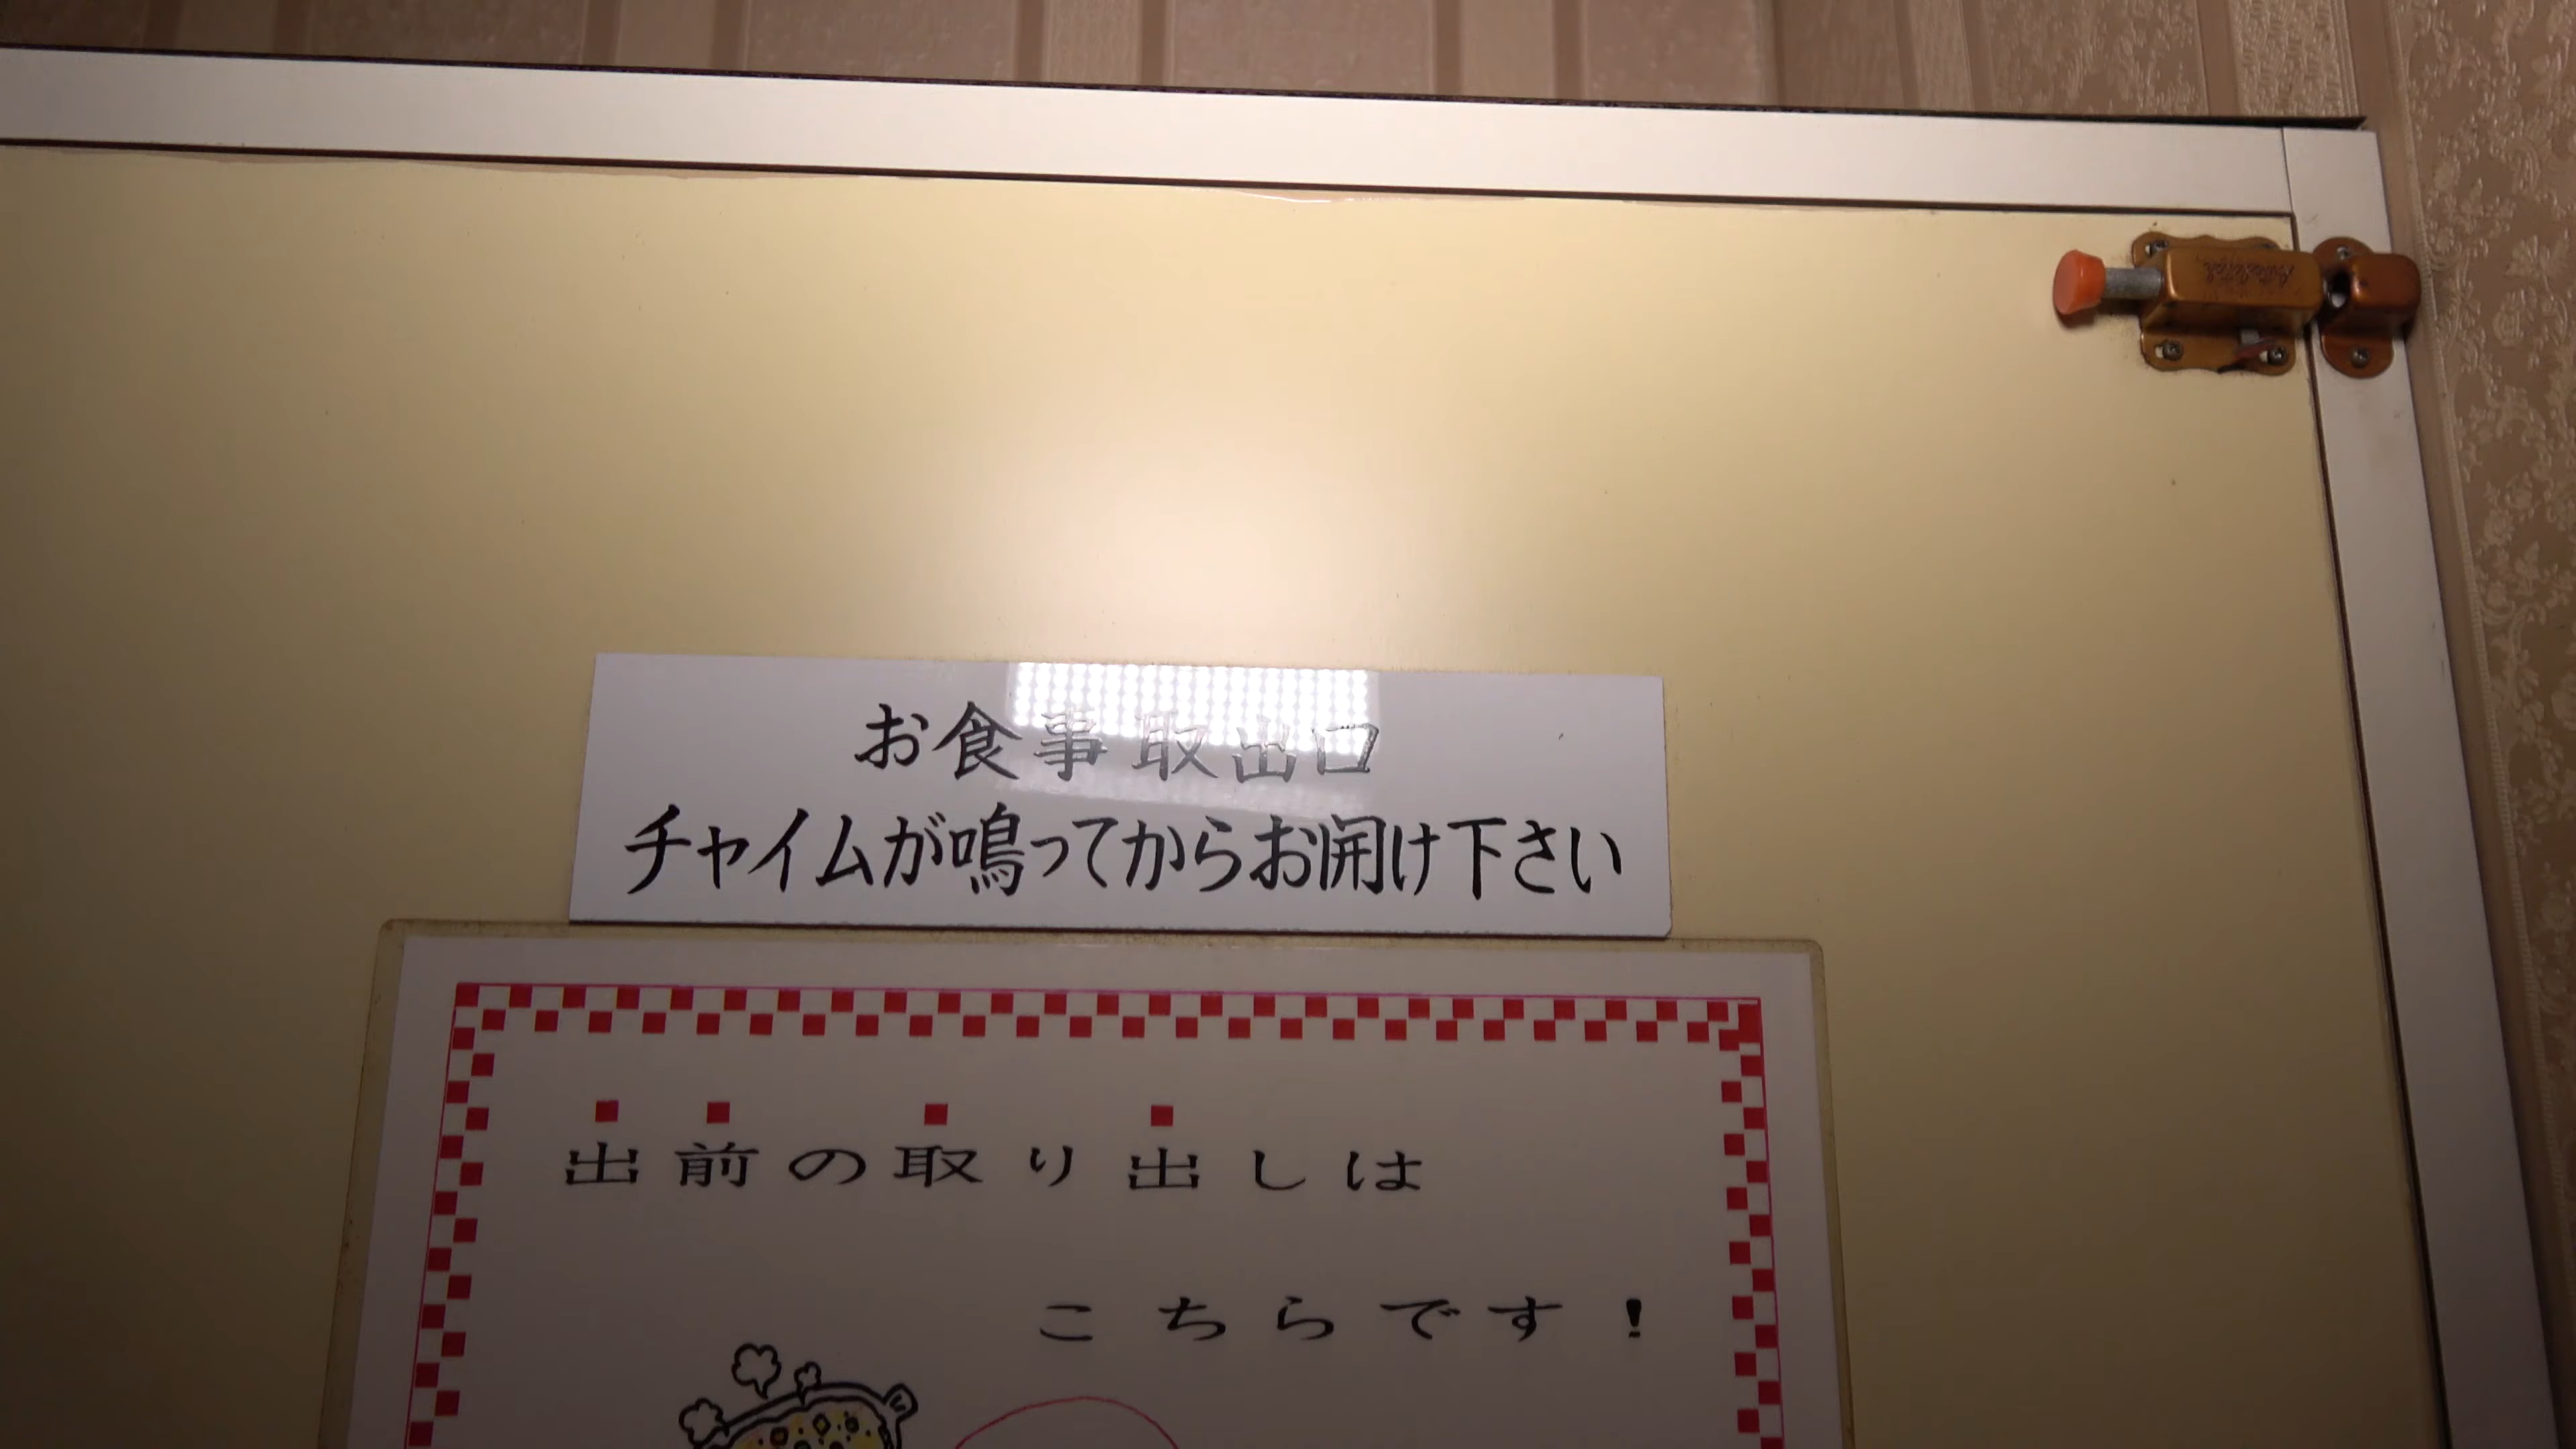 お食事取出口
チャイムが鳴ってからお開け下さい
出前の取り出しは
こちらです!